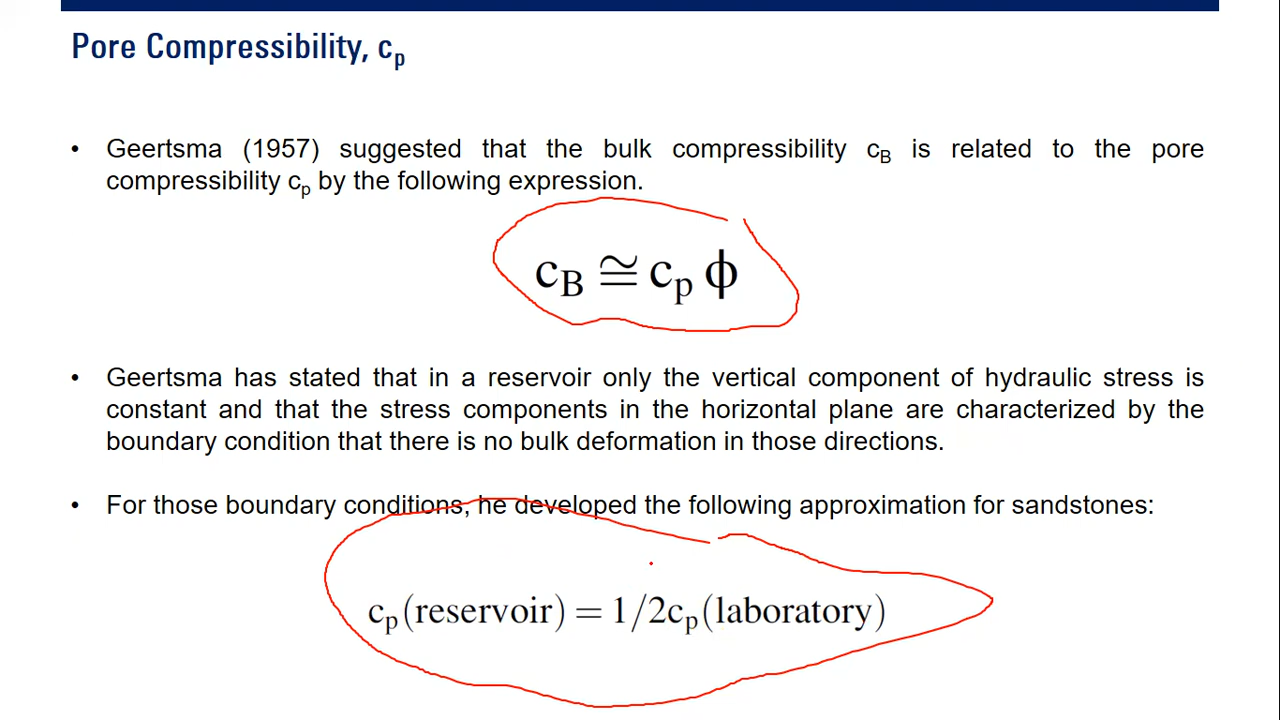 Pore Compressibility, cp
• Geertsma (1957) suggested that the bulk compressibility cB is related to the pore
compressibility cp by the following expression.
cB ≅ cp ϕ
• Geertsma has stated that in a reservoir only the vertical component of hydraulic stress is
constant and that the stress components in the horizontal plane are characterized by the
boundary condition that there is no bulk deformation in those directions.
• For those boundary conditions, he developed the following approximation for sandstones:
cp(reservoir) = 1/2cp(laboratory)